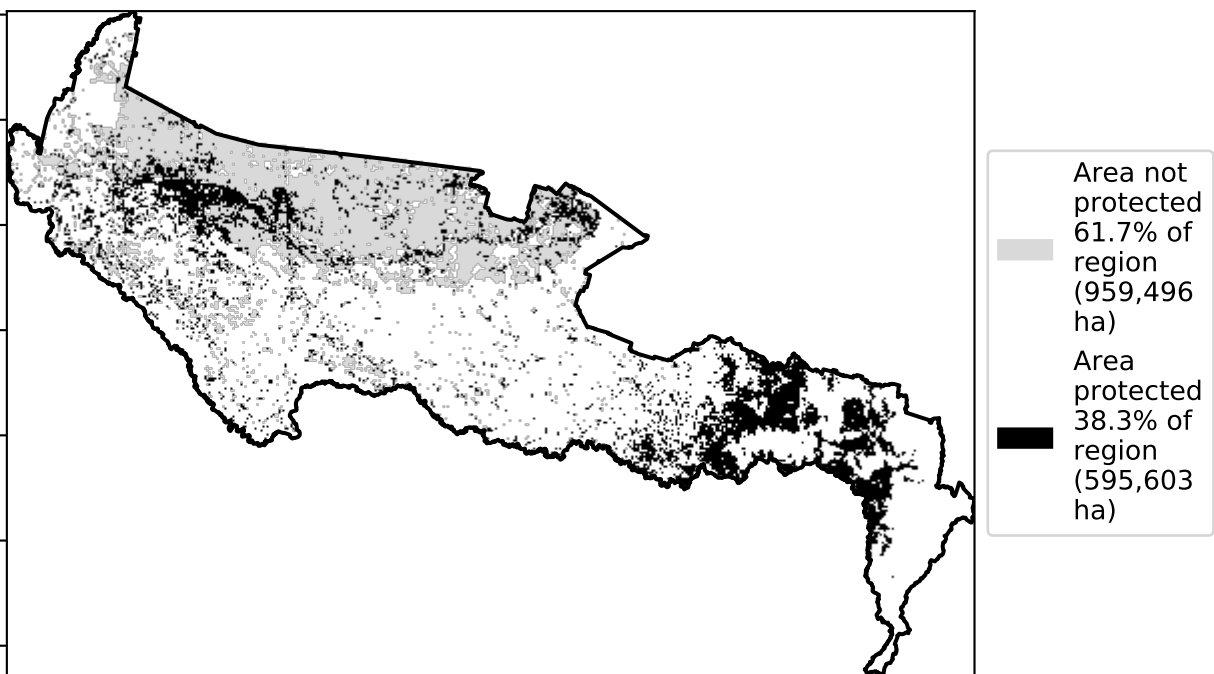 Area not
protected
61.7% of
region
(959,496
ha)
Area
protected
38.3% of
region
(595,603
ha)